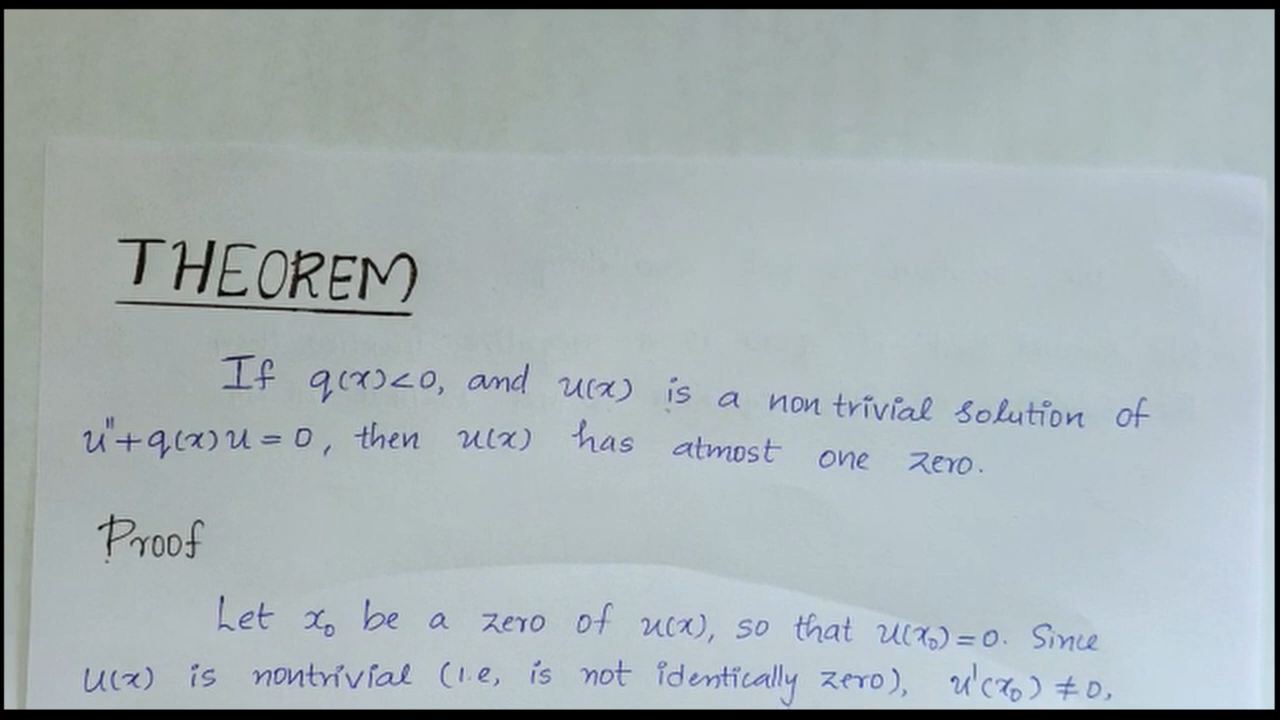 THEOREM
If q(x)<0, and u(x) is a non trivial solution of
u"+q(x)u=0, then u(x) has atmost one zero.
Proof
Let x₀ be a zero of u(x), so that u(x₀)=0. Since
u(x) is nontrivial (i.e, is not identically zero), u'(x₀) ≠ 0,